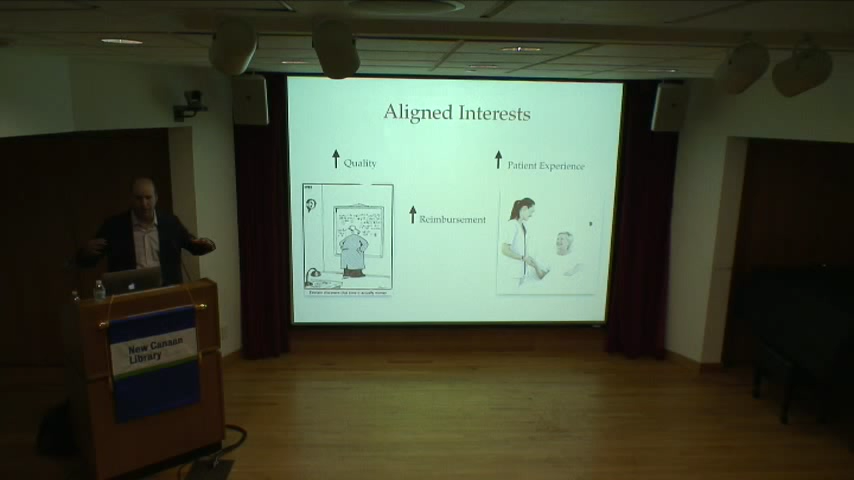 Aligned Interests
Quality
Patient Experience
Reimbursement
New Canaan
Library